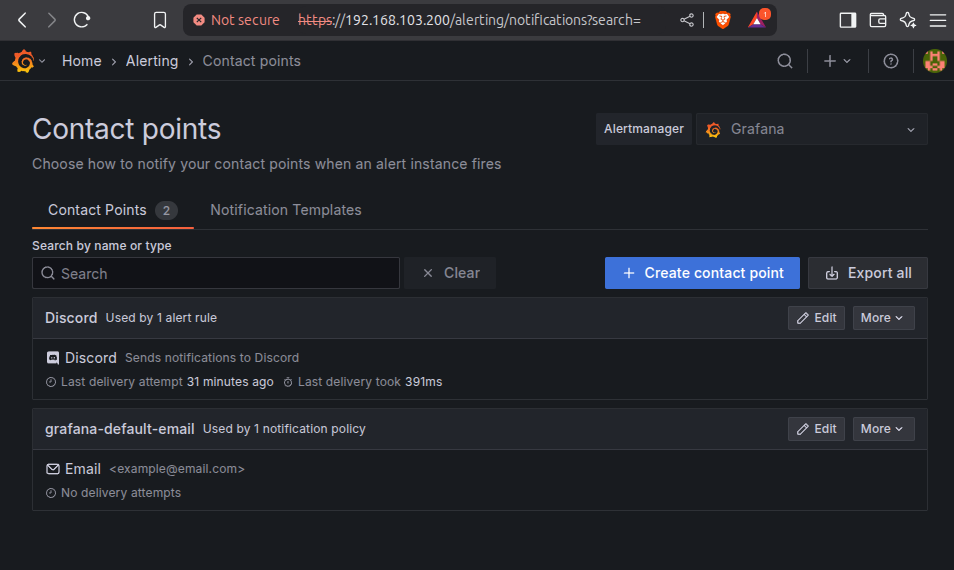 Not secure https://192.168.103.200/alerting/notifications?search= 1
Home › Alerting › Contact points
Contact points
Alertmanager Grafana
Choose how to notify your contact points when an alert instance fires
Contact Points 2 Notification Templates
Search by name or type
Search Clear + Create contact point Export all
Discord Used by 1 alert rule Edit More
Discord Sends notifications to Discord
Last delivery attempt 31 minutes ago Last delivery took 391ms
grafana-default-email Used by 1 notification policy Edit More
Email <example@email.com>
No delivery attempts